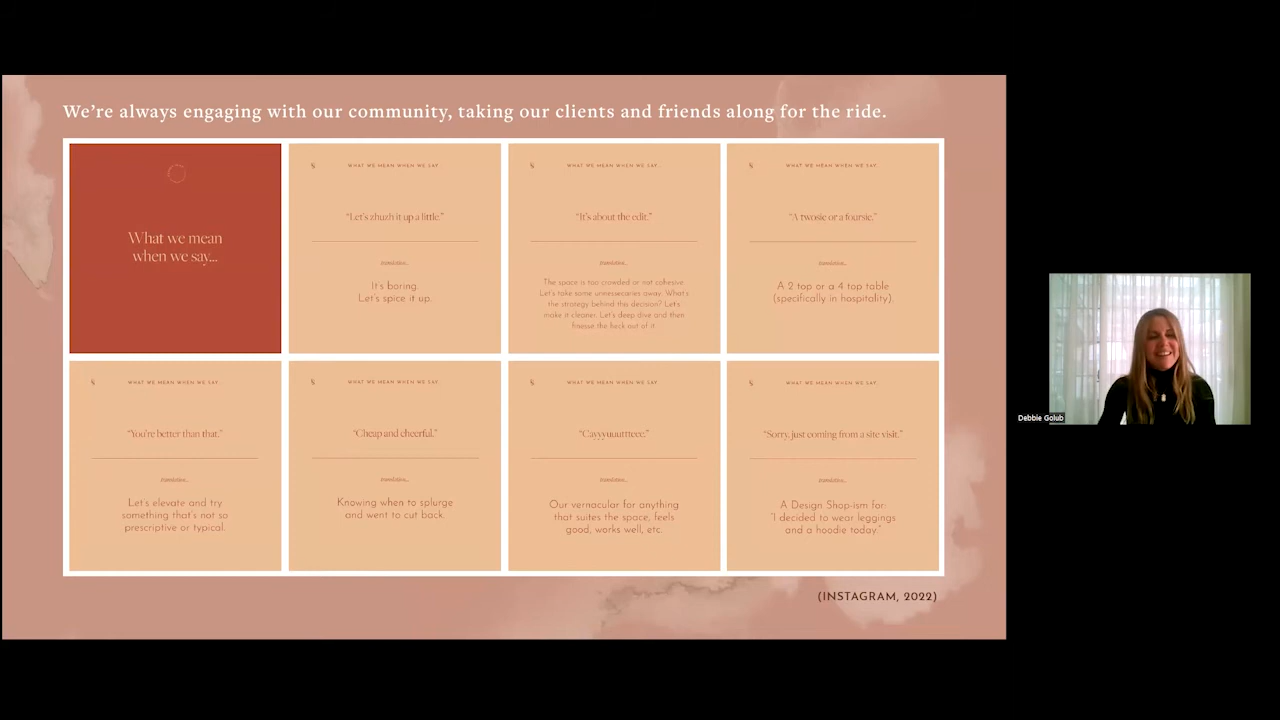 We're always engaging with our community, taking our clients and friends along for the ride.
What we mean
when we say...
WHAT WE MEAN WHEN WE SAY...
"Let's zhuzh it up a little."
translation...
It's boring.
Let's spice it up.
WHAT WE MEAN WHEN WE SAY...
"It's about the edit."
translation...
The space is too crowded or not cohesive.
Let's take some unnessecaries away. What's
the strategy behind this decision? Let's
make it cleaner. Let's deep dive and then
finesse the heck out of it.
WHAT WE MEAN WHEN WE SAY...
"A twosie or a foursie."
translation...
A 2 top or a 4 top table
(specifically in hospitality).
WHAT WE MEAN WHEN WE SAY...
"You're better than that."
translation...
Let's elevate and try
something that's not so
prescriptive or typical.
WHAT WE MEAN WHEN WE SAY...
"Cheap and cheerful."
translation...
Knowing when to splurge
and went to cut back.
WHAT WE MEAN WHEN WE SAY...
"Cayyyuuuttteee."
translation...
Our vernacular for anything
that suites the space, feels
good, works well, etc.
WHAT WE MEAN WHEN WE SAY...
"Sorry, just coming from a site visit."
translation...
A Design Shop-ism for:
"I decided to wear leggings
and a hoodie today."
(INSTAGRAM, 2022)
Debbie Golub